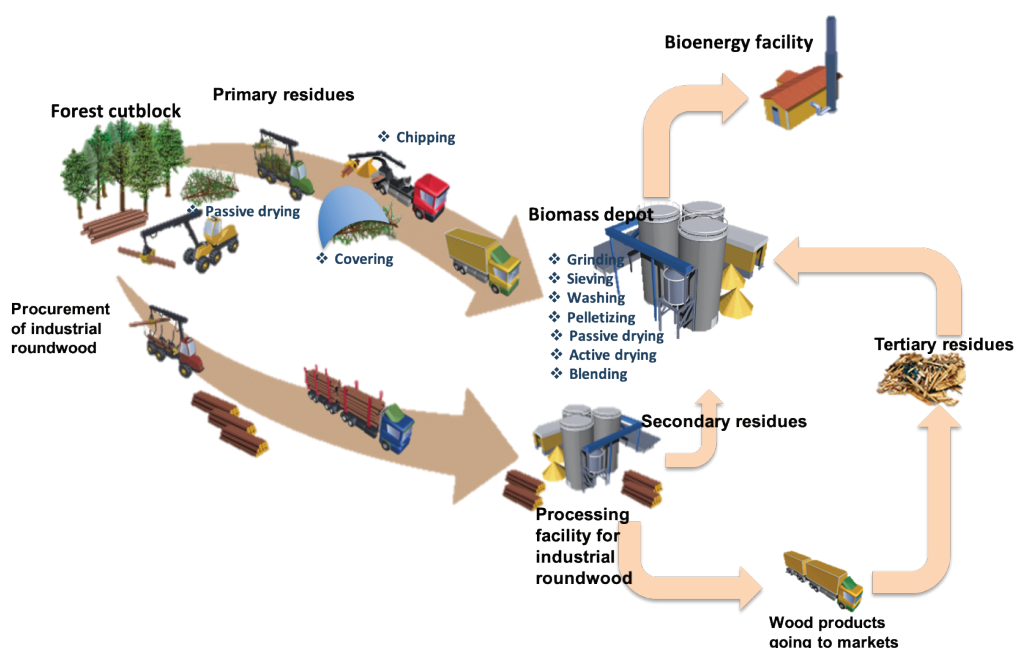 Bioenergy facility
Primary residues
Forest cutblock
❖ Chipping
❖ Passive drying
❖ Covering
Biomass depot
❖ Grinding
❖ Sieving
❖ Washing
❖ Pelletizing
❖ Passive drying
❖ Active drying
❖ Blending
Procurement
of industrial
roundwood
Tertiary residues
Secondary residues
Processing
facility for
industrial
roundwood
Wood products
going to markets